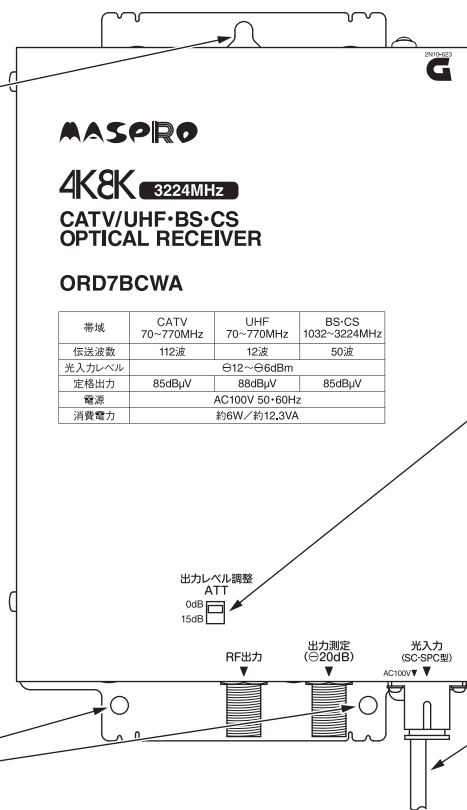 2N10-623
G
MASPRO
4K8K 3224MHz
CATV/UHF･BS･CS
OPTICAL RECEIVER
ORD7BCWA
帯域 CATV 70~770MHz UHF 70~770MHz BS･CS 1032~3224MHz
伝送波数 112波 12波 50波
光入力レベル ⊖12~⊖6dBm
定格出力 85dBμV 88dBμV 85dBμV
電源 AC100V 50･60Hz
消費電力 約6W／約12.3VA
出力レベル調整
ATT
0dB
15dB
RF出力
▼
出力測定
(⊖20dB)
▼
光入力
(SC･SPC型)
AC100V▼ ▼